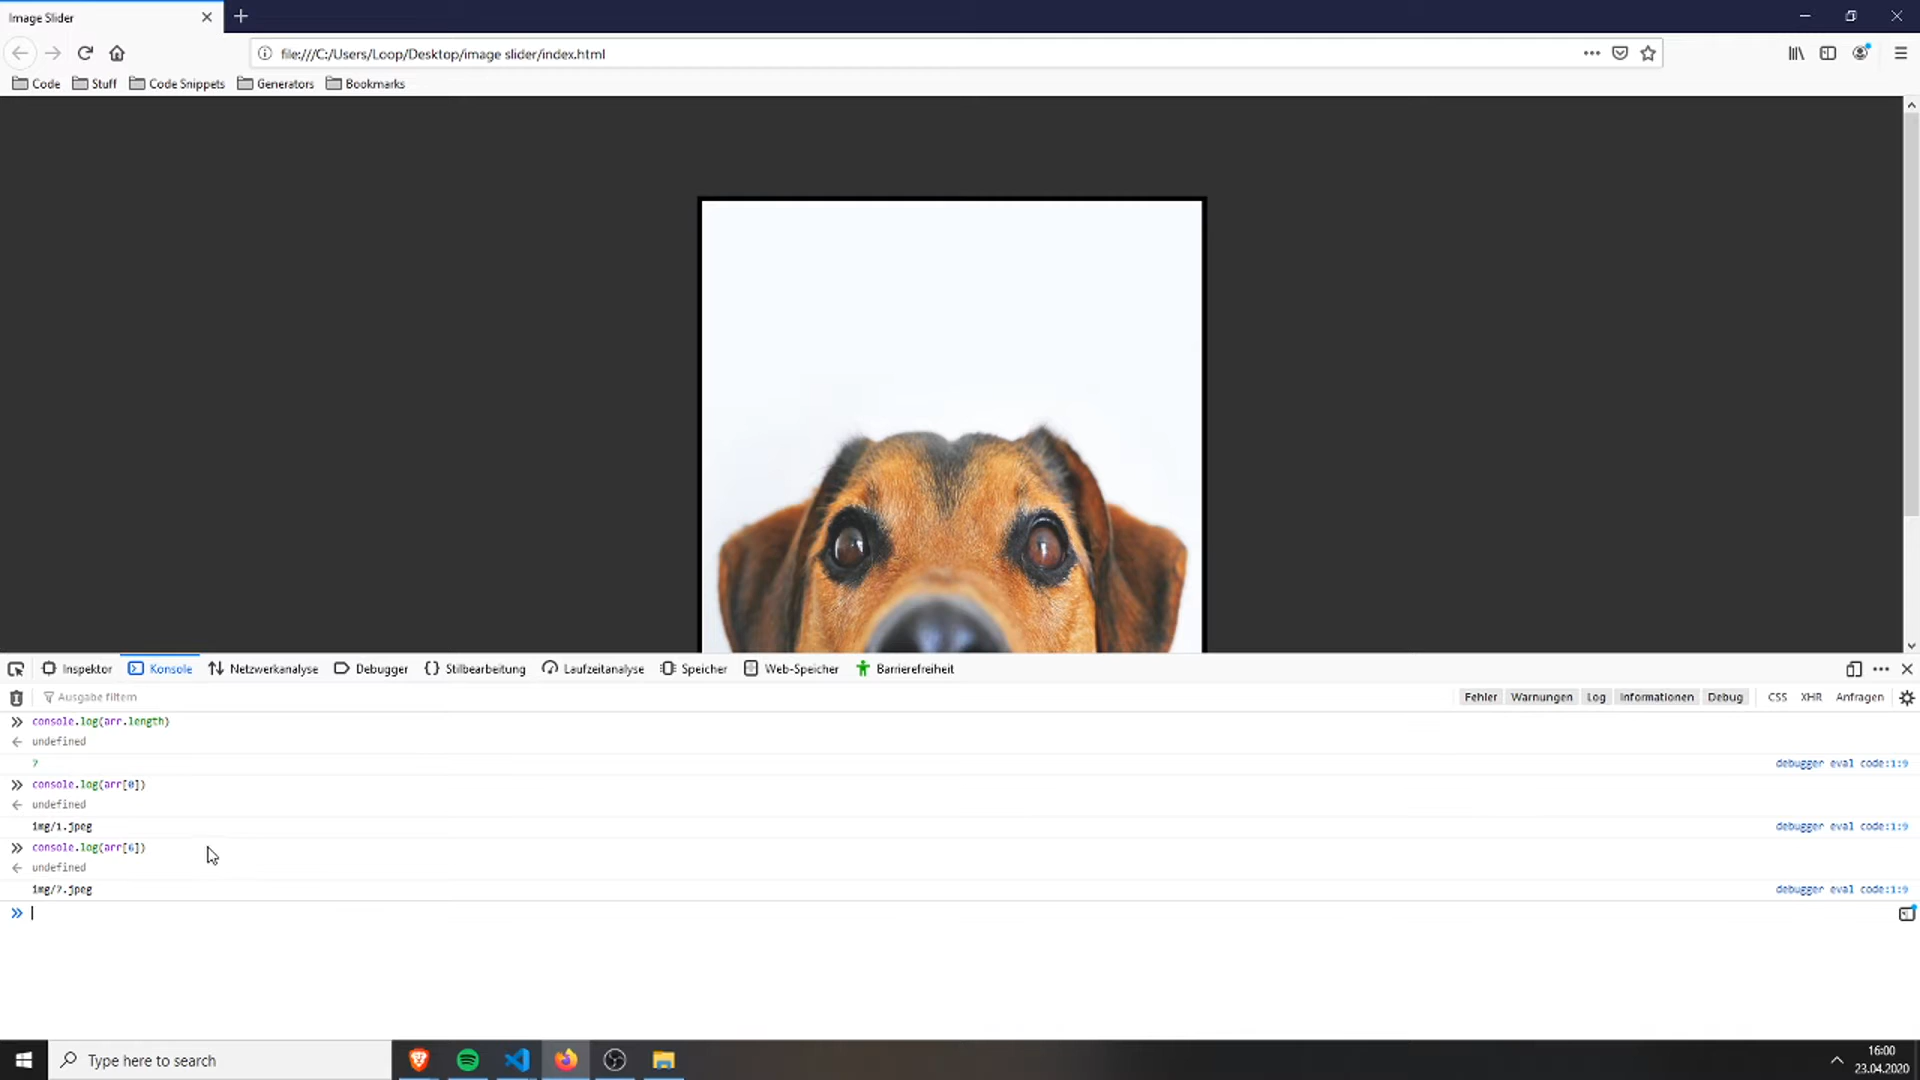 Image Slider
file:///C:/Users/Loop/Desktop/image slider/index.html
Code Stuff Code Snippets Generators Bookmarks
Inspektor Konsole Netzwerkanalyse Debugger Stilbearbeitung Laufzeitanalyse Speicher Web-Speicher Barrierefreiheit
Ausgabe filtern Fehler Warnungen Log Informationen Debug CSS XHR Anfragen
console.log(arr.length)
undefined
7 debugger eval code:1:9
console.log(arr[0])
undefined
img/1.jpeg debugger eval code:1:9
console.log(arr[6])
undefined
img/7.jpeg debugger eval code:1:9
Type here to search
16:00
23.04.2020